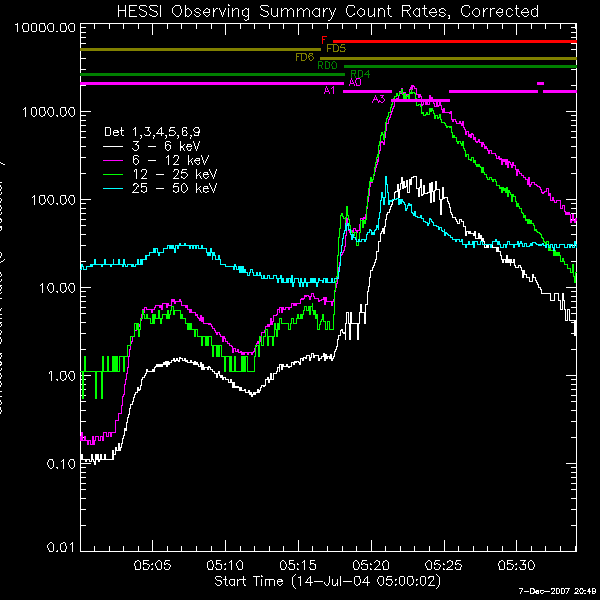 HESSI Observing Summary Count Rates, Corrected
10000.00
F
FD5
FD6
RD0
RD4
A0
A1
A3
1000.00
Det 1,3,4,5,6,9
3 - 6 keV
6 - 12 keV
12 - 25 keV
25 - 50 keV
100.00
10.00
1.00
0.10
0.01
05:05
05:10
05:15
05:20
05:25
05:30
Start Time (14-Jul-04 05:00:02)
7-Dec-2007 20:49